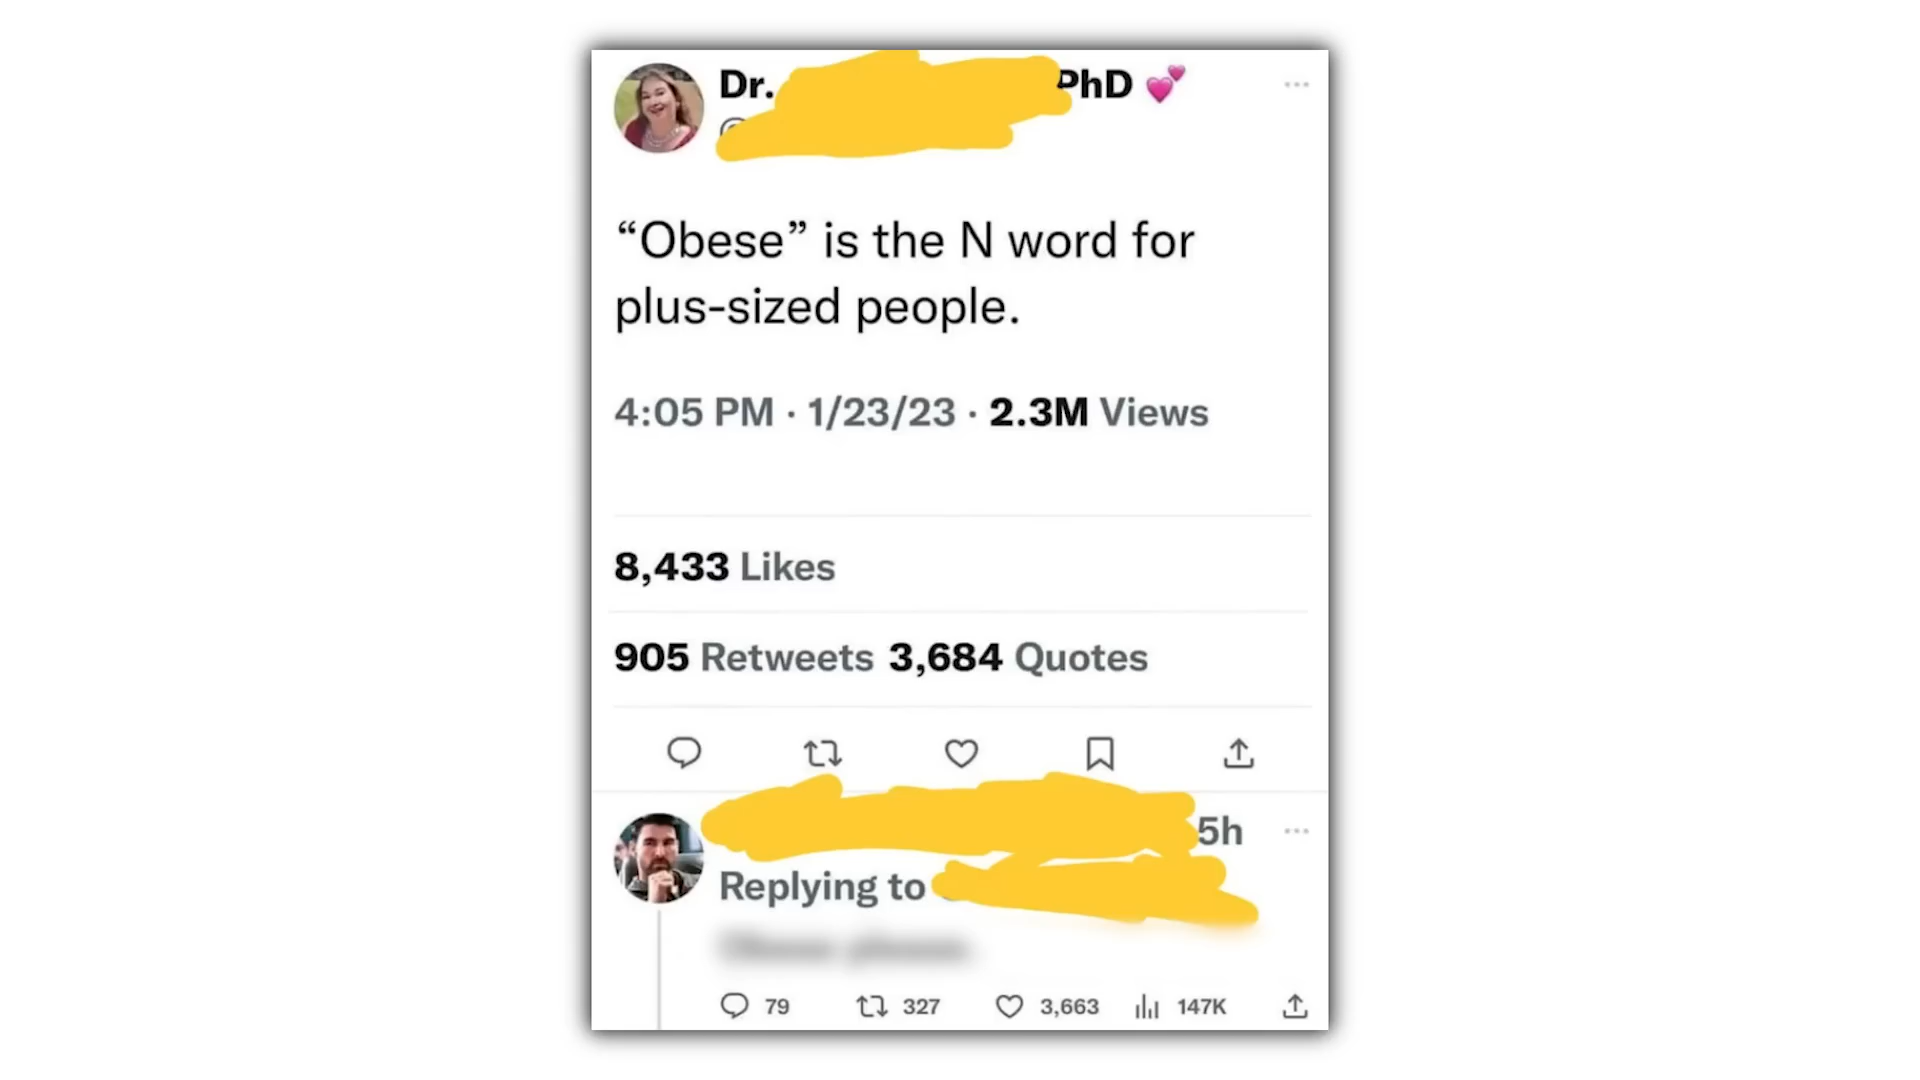 Dr. PhD
“Obese” is the N word for
plus-sized people.
4:05 PM · 1/23/23 · 2.3M Views
8,433 Likes
905 Retweets 3,684 Quotes
5h
Replying to
79 327 3,663 147K